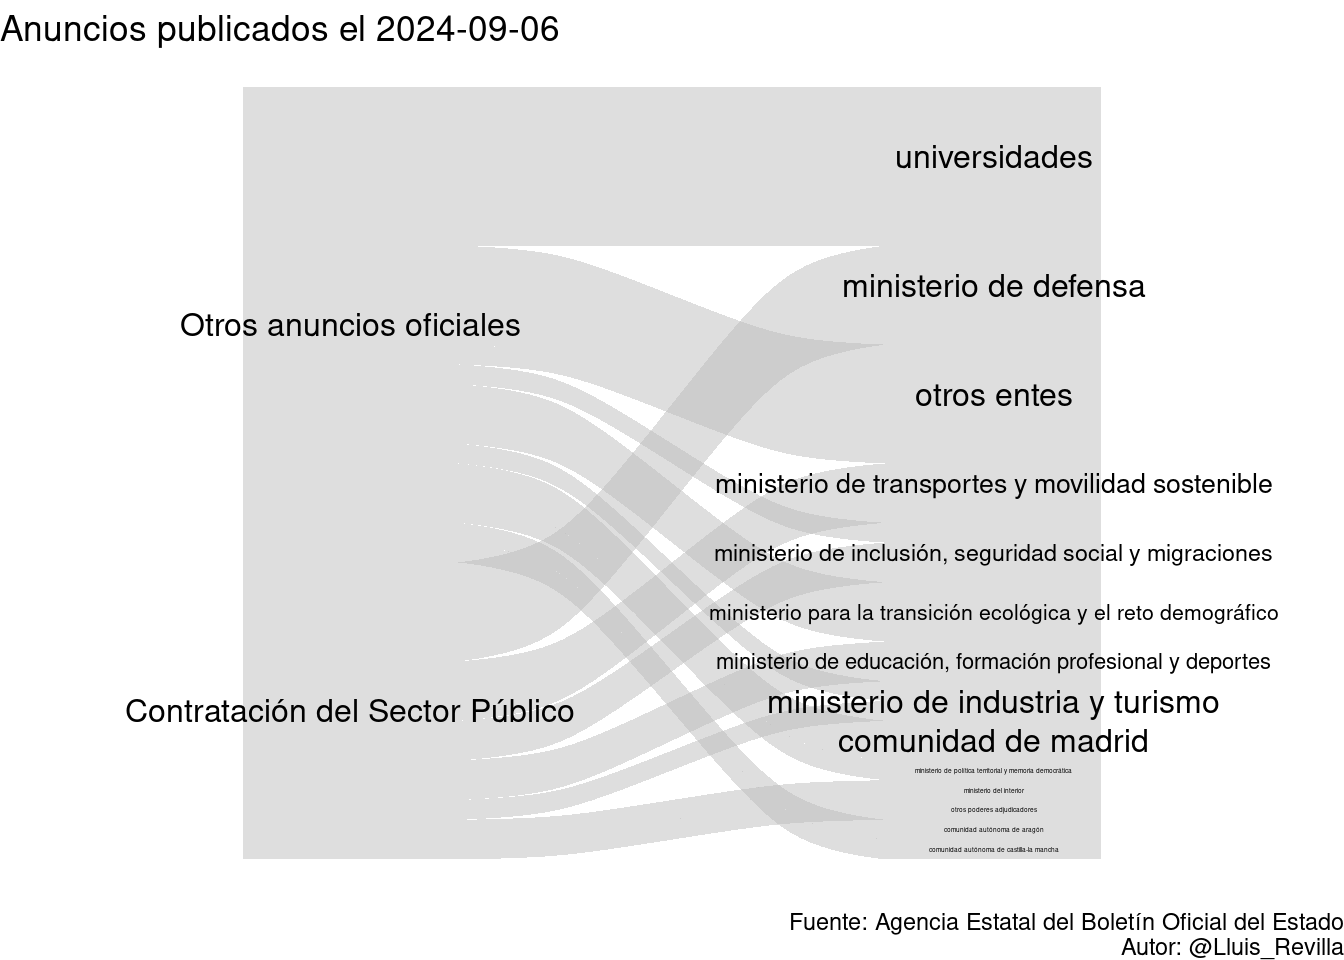 Anuncios publicados el 2024-09-06
universidades
ministerio de defensa
Otros anuncios oficiales
otros entes
ministerio de transportes y movilidad sostenible
ministerio de inclusión, seguridad social y migraciones
ministerio para la transición ecológica y el reto demográfico
ministerio de educación, formación profesional y deportes
ministerio de industria y turismo
Contratación del Sector Público
comunidad de madrid
ministerio de política territorial y memoria democrática
ministerio del interior
otros poderes adjudicadores
comunidad autónoma de aragón
comunidad autónoma de castilla-la mancha
Fuente: Agencia Estatal del Boletín Oficial del Estado
Autor: @Lluis_Revilla